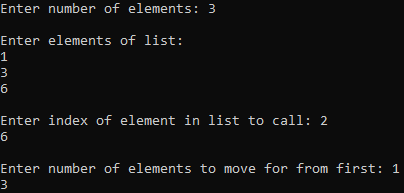 Enter number of elements: 3
Enter elements of list:
1
3
6
Enter index of element in list to call: 2
6
Enter number of elements to move for from first: 1
3